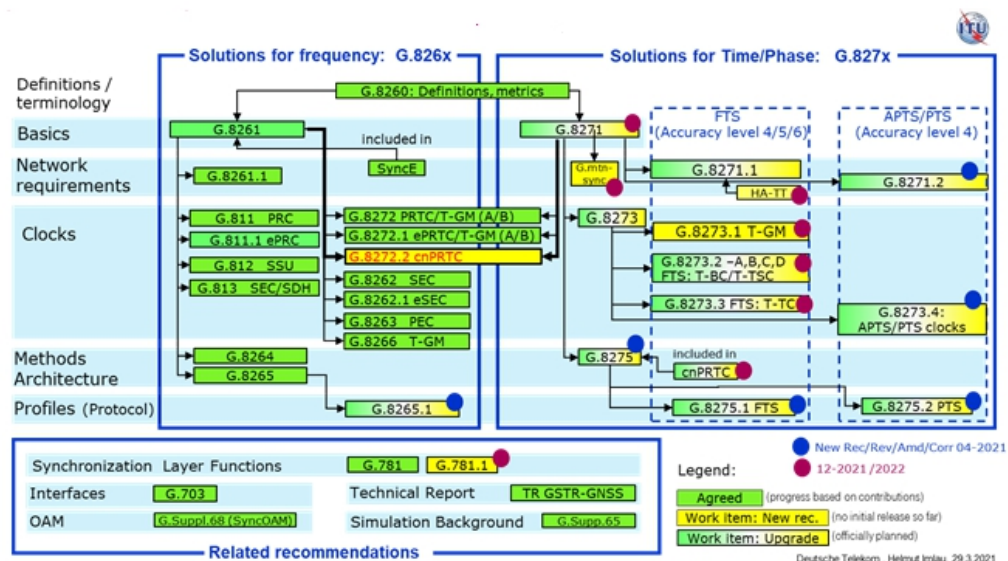 ITU
Solutions for frequency: G.826x
Solutions for Time/Phase: G.827x
Definitions /
terminology
G.8260: Definitions, metrics
Basics
G.8261
included in
SyncE
G.8271
FTS
(Accuracy level 4/5/6)
APTS/PTS
(Accuracy level 4)
Network
requirements
G.8261.1
G.mtn-
sync
G.8271.1
HA-TT
G.8271.2
Clocks
G.811 PRC
G.811.1 ePRC
G.812 SSU
G.813 SEC/SDH
G.8272 PRTC/T-GM (A/B)
G.8272.1 ePRTC/T-GM (A/B)
G.8272.2 cnPRTC
G.8262 SEC
G.8262.1 eSEC
G.8263 PEC
G.8266 T-GM
G.8273
G.8273.1 T-GM
G.8273.2 –A,B,C,D
FTS: T-BC/T-TSC
G.8273.3 FTS: T-TC
G.8273.4:
APTS/PTS clocks
Methods
Architecture
G.8264
G.8265
G.8275
included in
cnPRTC
Profiles (Protocol)
G.8265.1
G.8275.1 FTS
G.8275.2 PTS
Synchronization Layer Functions
G.781
G.781.1
Interfaces
G.703
Technical Report
TR GSTR-GNSS
OAM
G.Suppl.68 (SyncOAM)
Simulation Background
G.Supp.65
Related recommendations
New Rec/Rev/Amd/Corr 04-2021
Legend:
12-2021/2022
Agreed
(progress based on contributions)
Work item: New rec.
(no initial release so far)
Work item: Upgrade
(officially planned)
Deutsche Telekom, Helmut Imlau, 29.3.2021